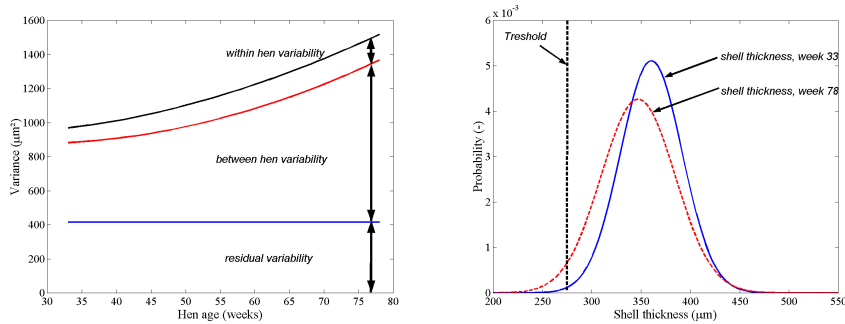 1600
1400
1200
1000
800
600
400
200
0
Variance (μm²)
within hen variability
between hen variability
residual variability
30 35 40 45 50 55 60 65 70 75 80
Hen age (weeks)
x 10⁻³
6
5
4
3
2
1
0
Probability (-)
Treshold
shell thickness, week 33
shell thickness, week 78
200 250 300 350 400 450 500 550
Shell thickness (μm)